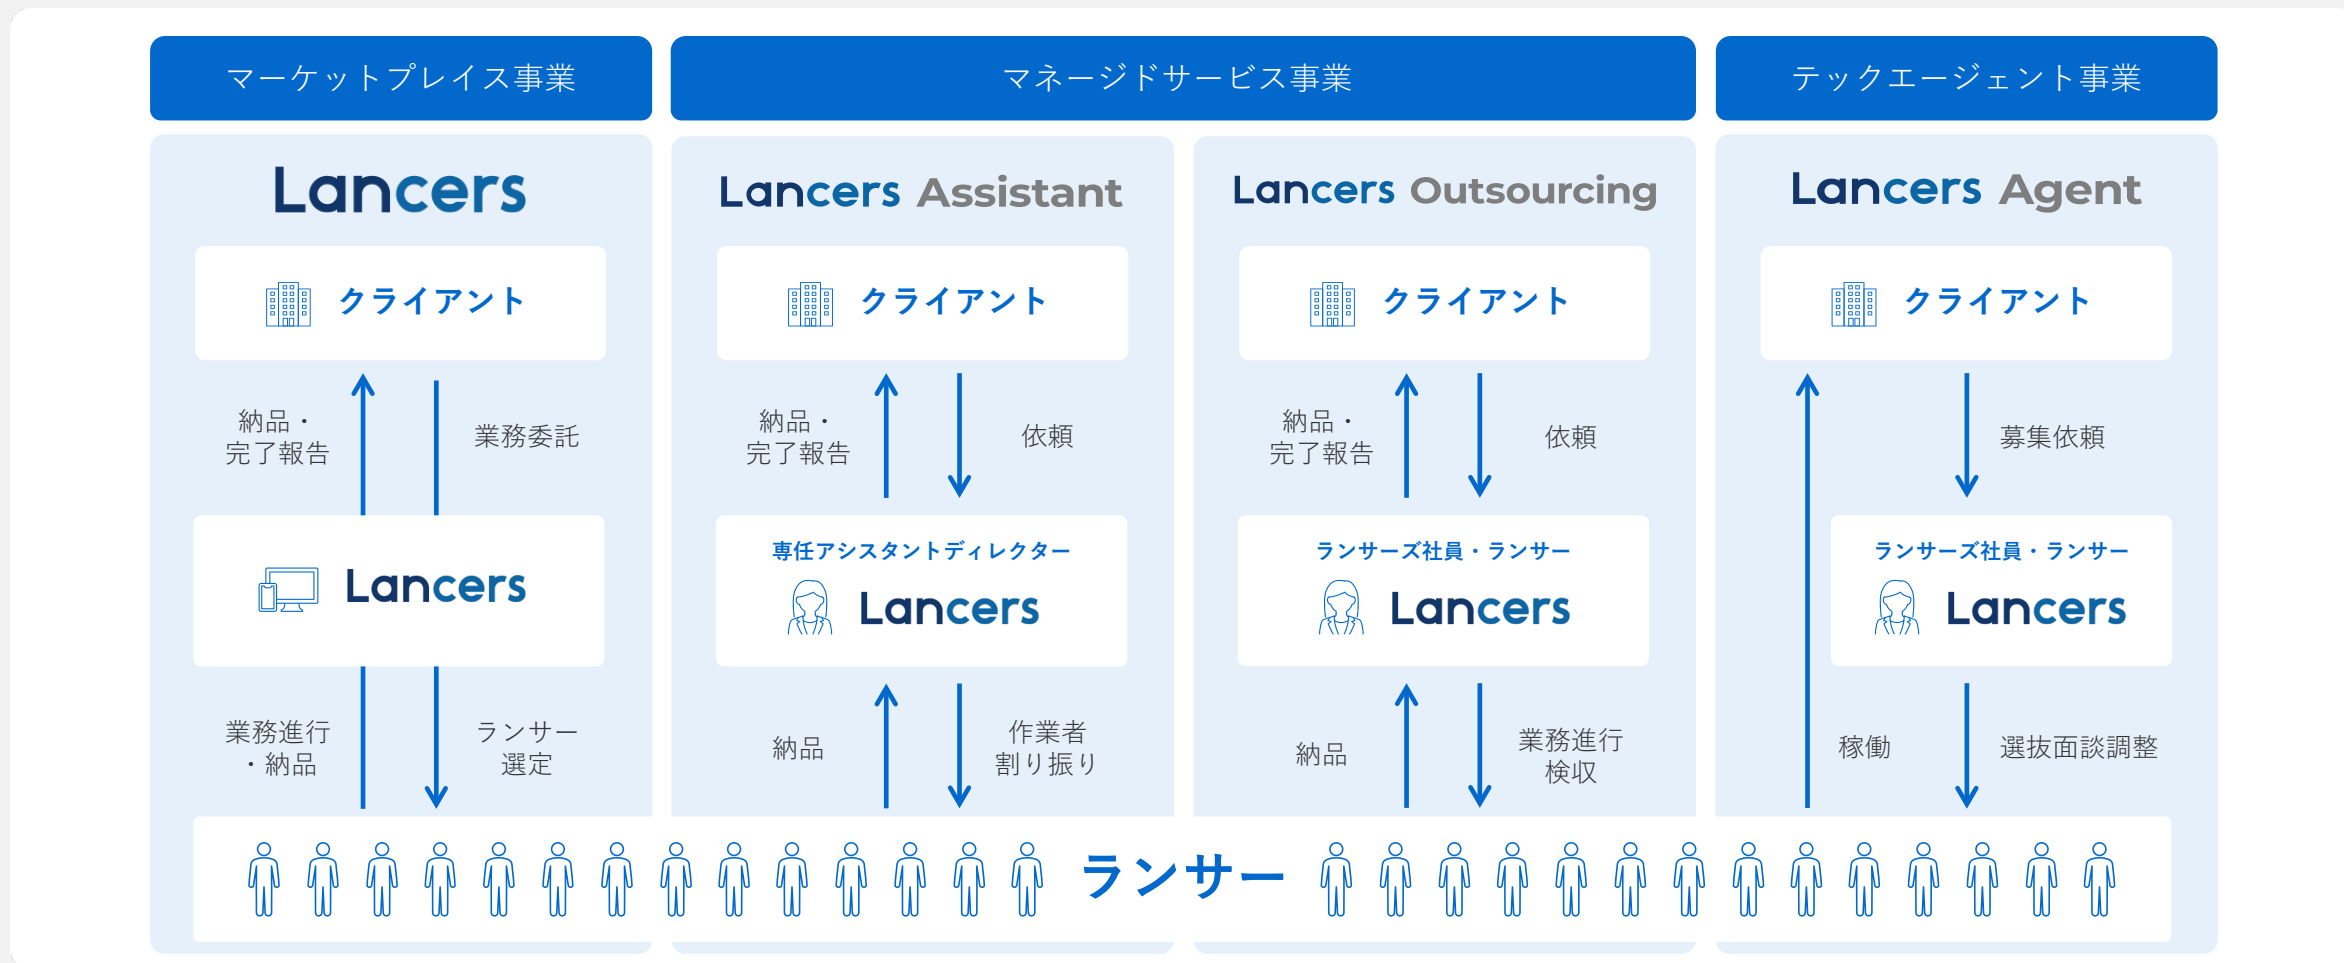 マーケットプレイス事業
マネージドサービス事業
テックエージェント事業
Lancers
Lancers Assistant
Lancers Outsourcing
Lancers Agent
クライアント
クライアント
クライアント
クライアント
納品・
完了報告
業務委託
納品・
完了報告
依頼
納品・
完了報告
依頼
募集依頼
Lancers
専任アシスタントディレクター
Lancers
ランサーズ社員・ランサー
Lancers
ランサーズ社員・ランサー
Lancers
業務進行
・納品
ランサー
選定
納品
作業者
割り振り
納品
業務進行
検収
稼働
選抜面談調整
ランサー